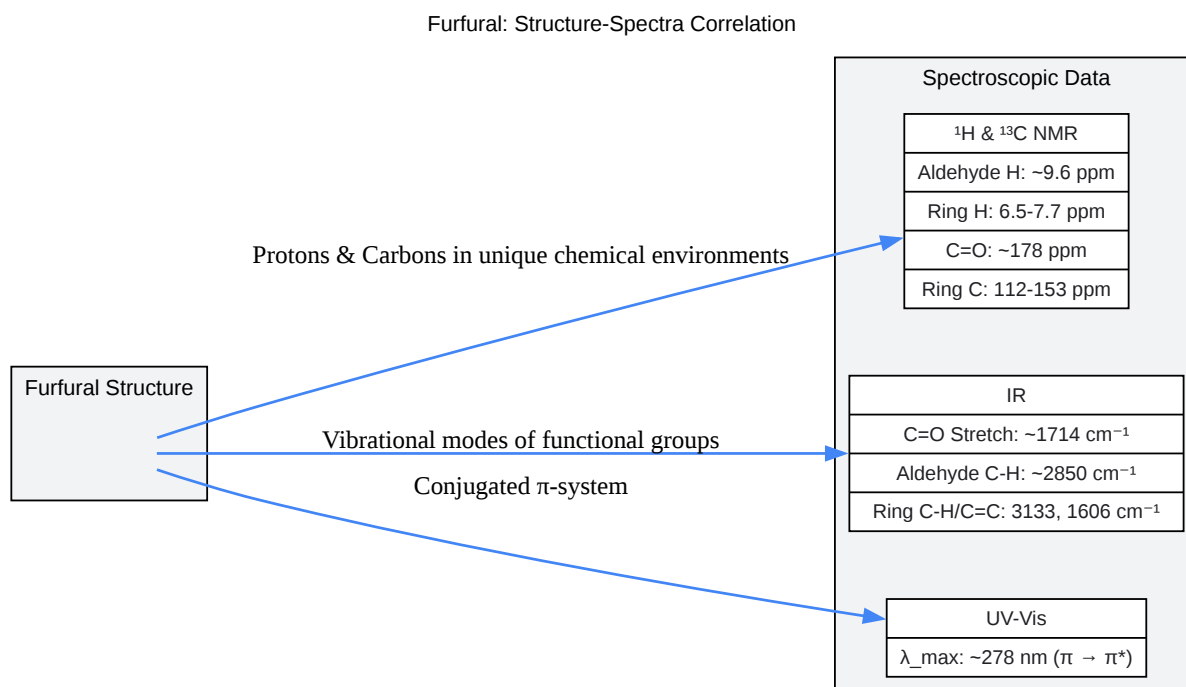 Furfural: Structure-Spectra Correlation
Spectroscopic Data
¹H & ¹³C NMR
Aldehyde H: ~9.6 ppm
Ring H: 6.5-7.7 ppm
C=O: ~178 ppm
Ring C: 112-153 ppm
Protons & Carbons in unique chemical environments
Furfural Structure
Vibrational modes of functional groups
Conjugated π-system
IR
C=O Stretch: ~1714 cm⁻¹
Aldehyde C-H: ~2850 cm⁻¹
Ring C-H/C=C: 3133, 1606 cm⁻¹
UV-Vis
λ_max: ~278 nm (π → π*)